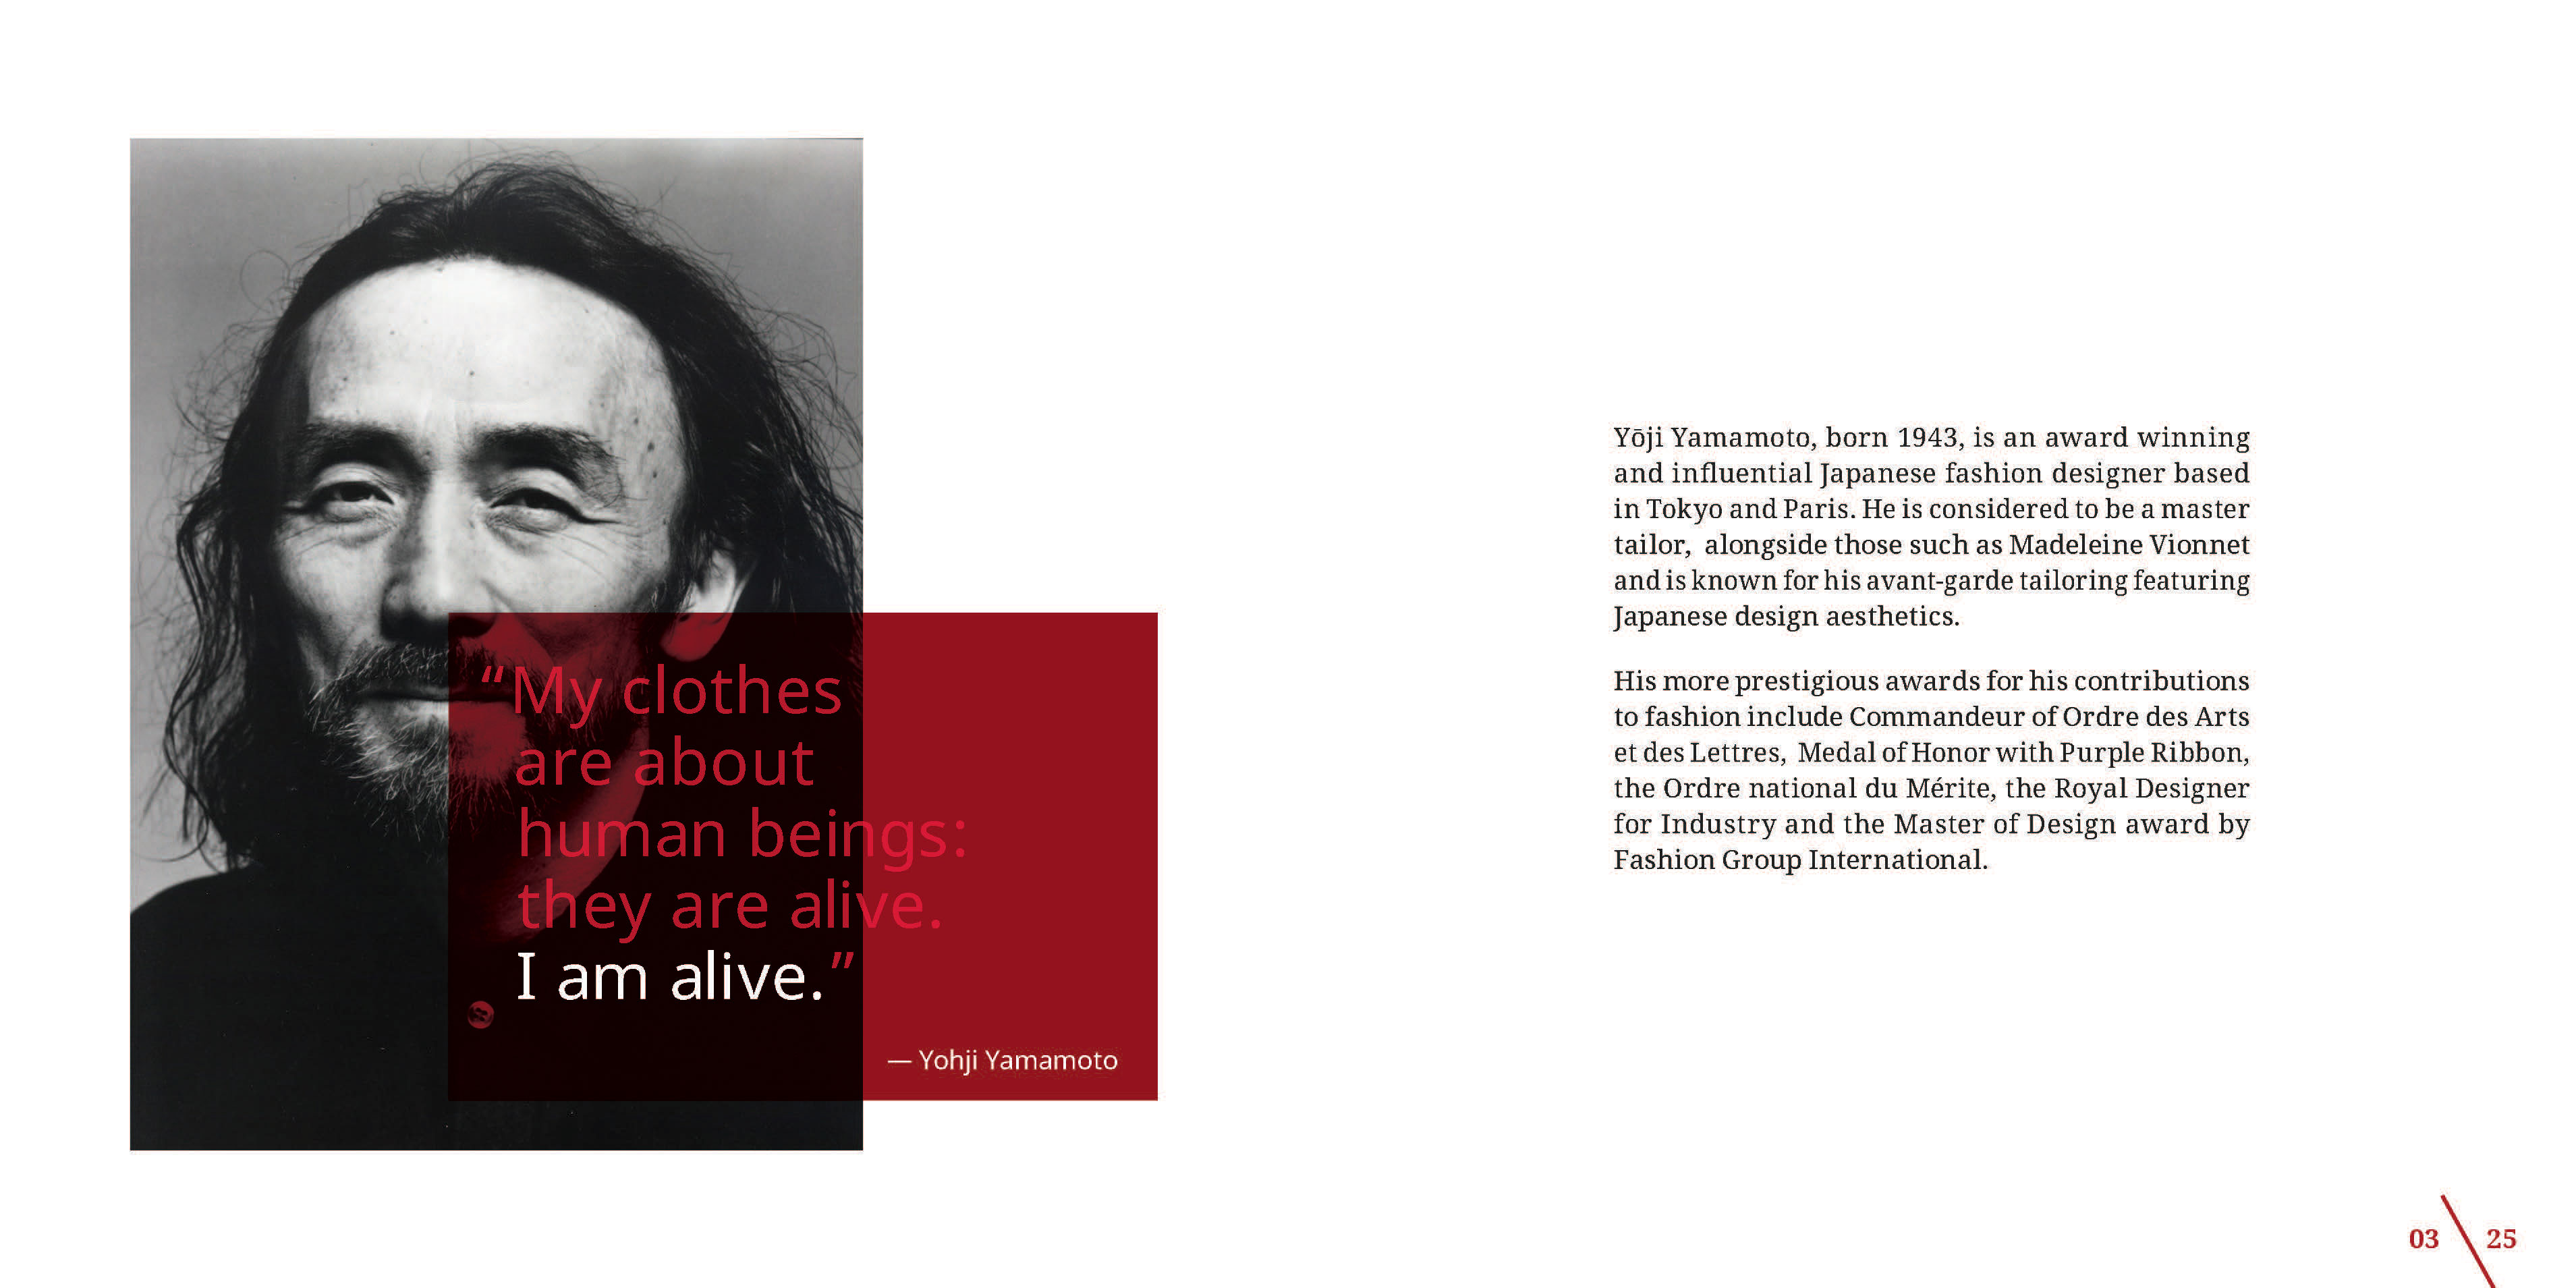 “My clothes
are about
human beings:
they are alive.
I am alive.”
— Yohji Yamamoto
Yōji Yamamoto, born 1943, is an award winning
and influential Japanese fashion designer based
in Tokyo and Paris. He is considered to be a master
tailor,  alongside those such as Madeleine Vionnet
and is known for his avant-garde tailoring featuring
Japanese design aesthetics.
His more prestigious awards for his contributions
to fashion include Commandeur of Ordre des Arts
et des Lettres,  Medal of Honor with Purple Ribbon,
the Ordre national du Mérite, the Royal Designer
for Industry and the Master of Design award by
Fashion Group International.
03 \ 25